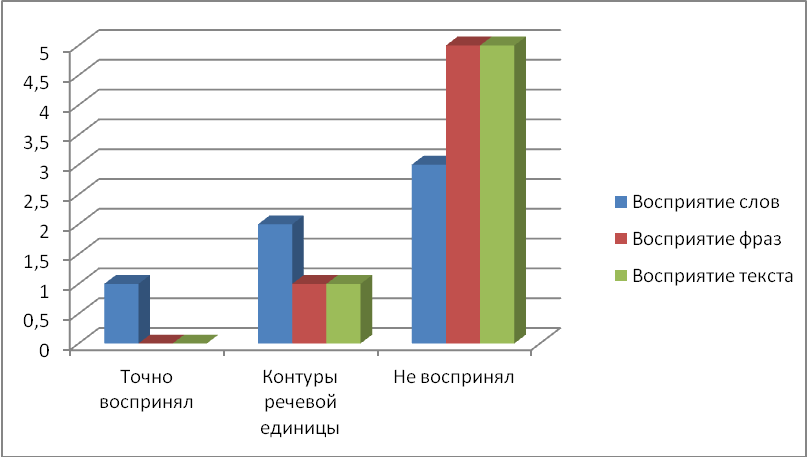 5
4,5
4
3,5
3
2,5
2
1,5
1
0,5
0
Точно
воспринял
Контуры
речевой
единицы
Не воспринял
Восприятие слов
Восприятие фраз
Восприятие текста